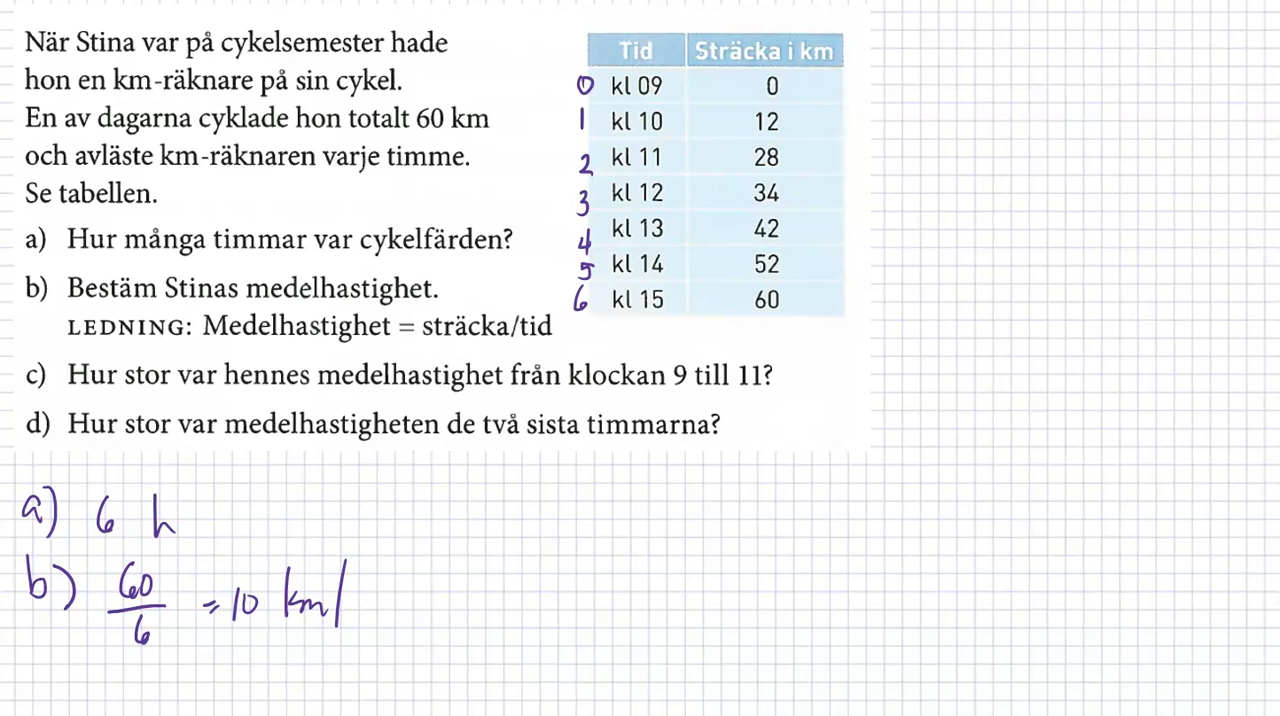 När Stina var på cykelsemester hade
hon en km-räknare på sin cykel.
En av dagarna cyklade hon totalt 60 km
och avläste km-räknaren varje timme.
Se tabellen.
a) Hur många timmar var cykelfärden?
b) Bestäm Stinas medelhastighet.
LEDNING: Medelhastighet = sträcka/tid
c) Hur stor var hennes medelhastighet från klockan 9 till 11?
d) Hur stor var medelhastigheten de två sista timmarna?
Tid Sträcka i km
0 kl 09 0
1 kl 10 12
2 kl 11 28
3 kl 12 34
4 kl 13 42
5 kl 14 52
6 kl 15 60
a) 6 h
b) 60/6 = 10 km/